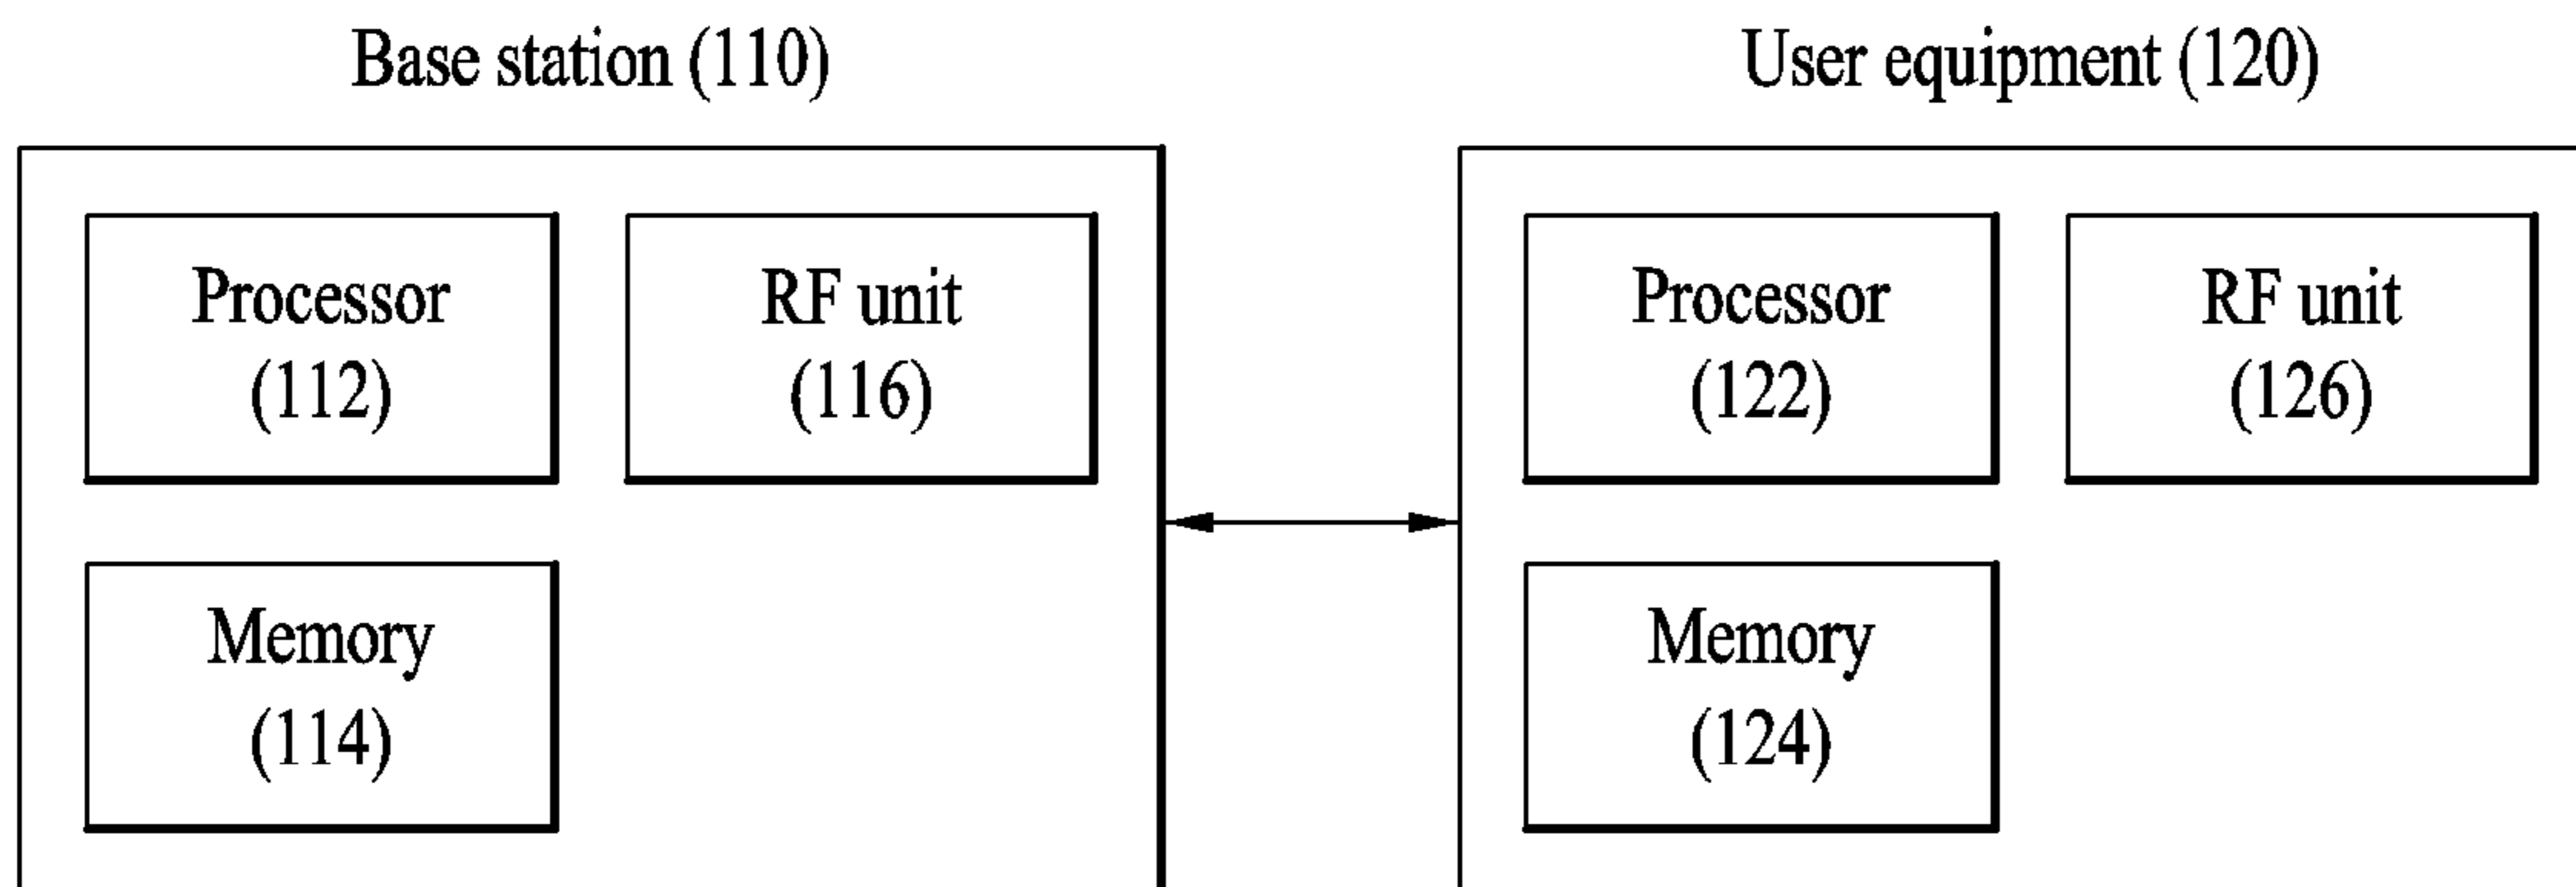 Base station (110)
Processor
(112)
RF unit
(116)
Memory
(114)
User equipment (120)
Processor
(122)
RF unit
(126)
Memory
(124)